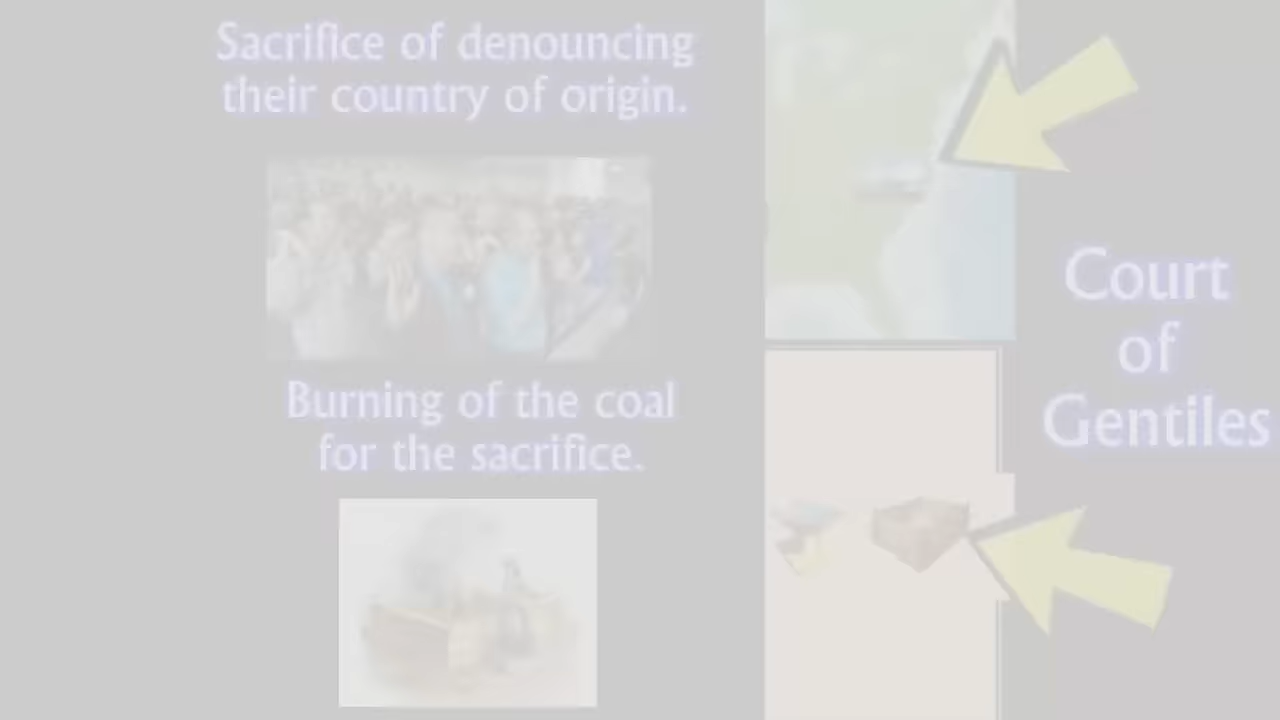 Sacrifice of denouncing
their country of origin.
Burning of the coal
for the sacrifice.
Court
of
Gentiles